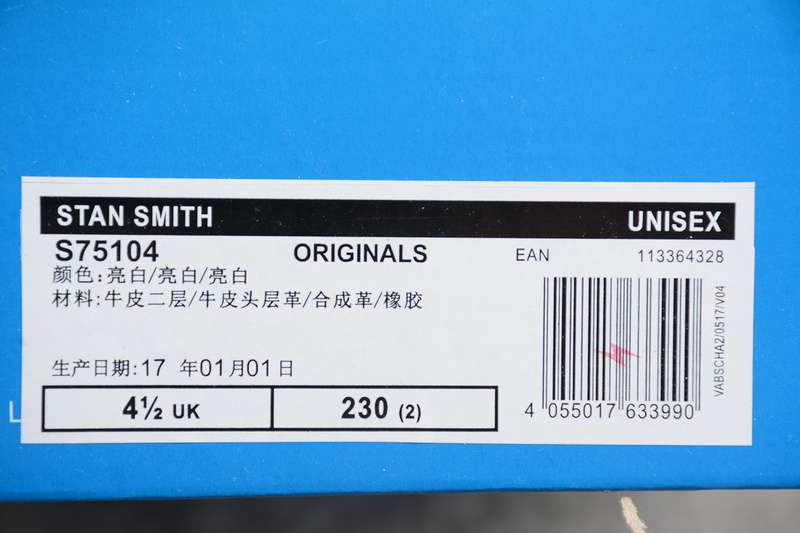 STAN SMITH UNISEX
S75104 ORIGINALS EAN 113364328
颜色:亮白/亮白/亮白
材料:牛皮二层/牛皮头层革/合成革/橡胶
生产日期:17 年01月01日
4½ UK 230 (2)
4 055017 633990
VABSCHA2/0517/V04
L